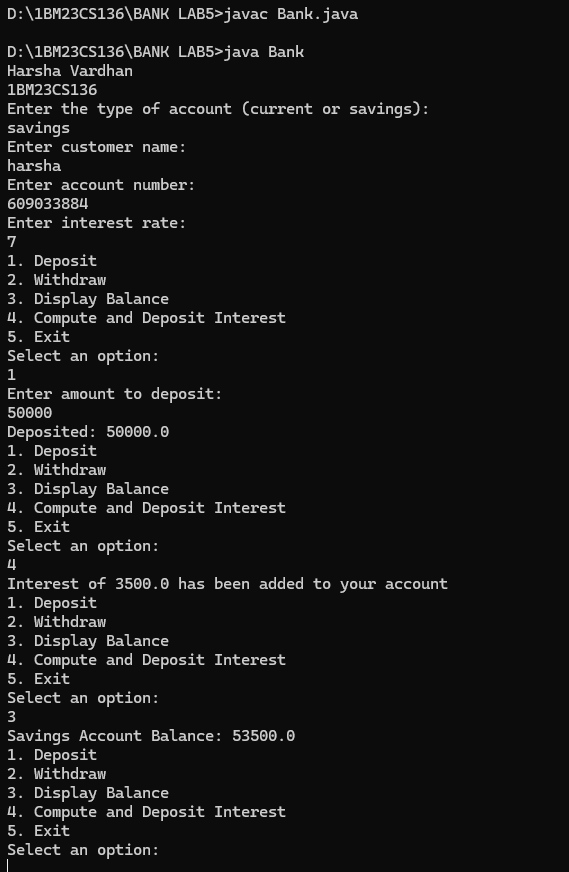 D:\1BM23CS136\BANK LAB5>javac Bank.java
D:\1BM23CS136\BANK LAB5>java Bank
Harsha Vardhan
1BM23CS136
Enter the type of account (current or savings):
savings
Enter customer name:
harsha
Enter account number:
609033884
Enter interest rate:
7
1. Deposit
2. Withdraw
3. Display Balance
4. Compute and Deposit Interest
5. Exit
Select an option:
1
Enter amount to deposit:
50000
Deposited: 50000.0
1. Deposit
2. Withdraw
3. Display Balance
4. Compute and Deposit Interest
5. Exit
Select an option:
4
Interest of 3500.0 has been added to your account
1. Deposit
2. Withdraw
3. Display Balance
4. Compute and Deposit Interest
5. Exit
Select an option:
3
Savings Account Balance: 53500.0
1. Deposit
2. Withdraw
3. Display Balance
4. Compute and Deposit Interest
5. Exit
Select an option: